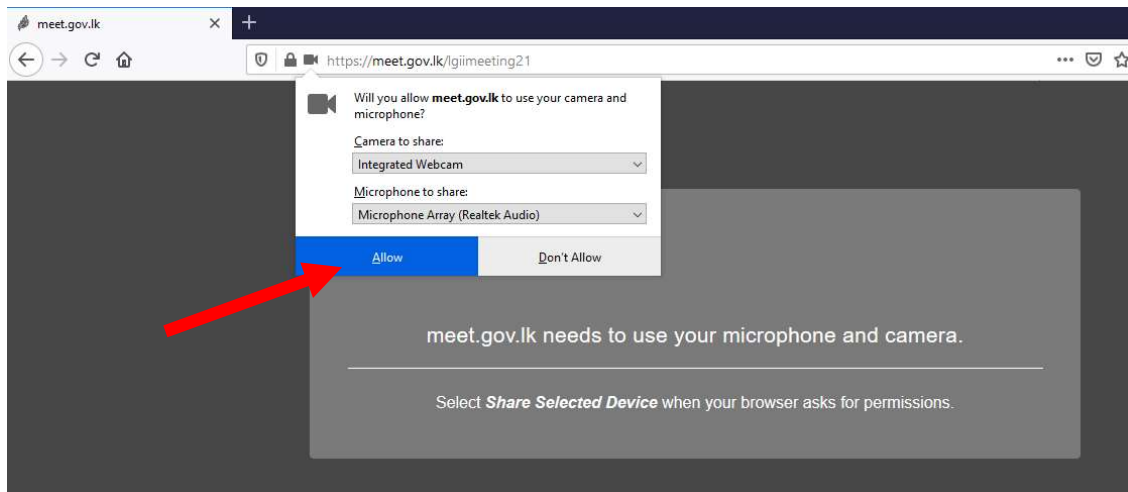 meet.gov.lk
https://meet.gov.lk/lgiimeeting21
Will you allow meet.gov.lk to use your camera and
microphone?
Camera to share:
Integrated Webcam
Microphone to share:
Microphone Array (Realtek Audio)
Allow Don't Allow
meet.gov.lk needs to use your microphone and camera.
Select Share Selected Device when your browser asks for permissions.